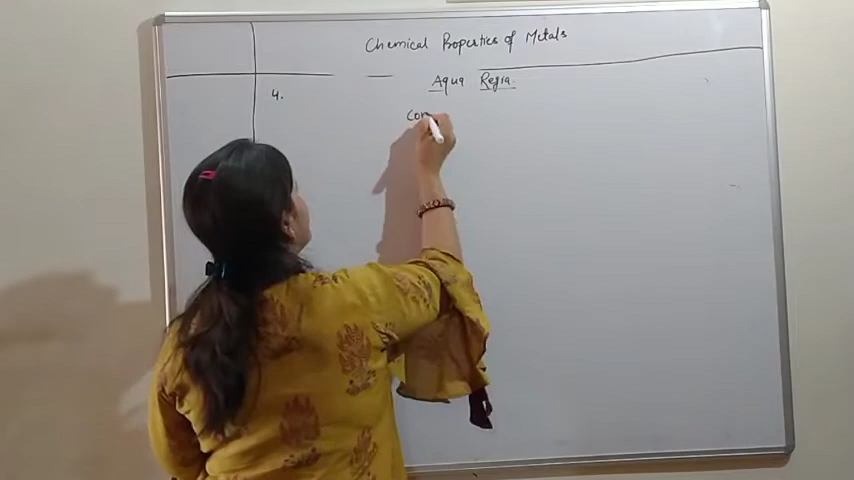 Chemical Properties of Metals
4.
Aqua Regia.
Con